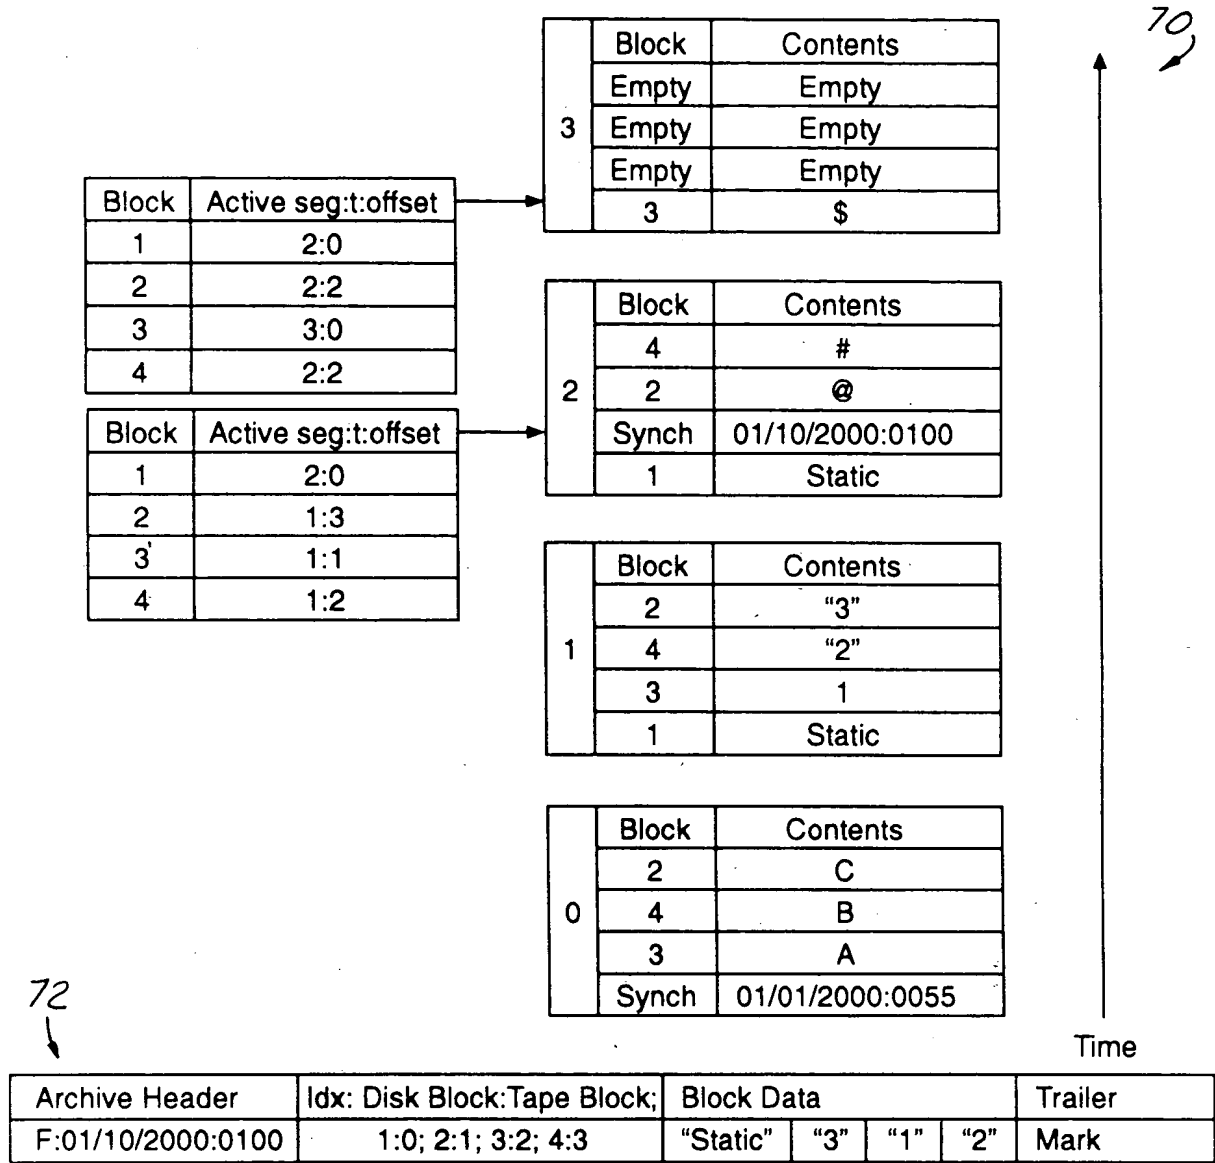 70
Block Contents
Empty Empty
Empty Empty
3
Empty Empty
3 $
Block Active seg:t:offset
1 2:0
2 2:2
3 3:0
4 2:2
Block Contents
4 #
2
2 @
Synch 01/10/2000:0100
1 Static
Block Active seg:t:offset
1 2:0
2 1:3
3 1:1
4 1:2
Block Contents
2 “3”
1
4 “2”
3 1
1 Static
Block Contents
2 C
0
4 B
3 A
Synch 01/01/2000:0055
Time
72
Archive Header Idx: Disk Block:Tape Block; Block Data Trailer
F:01/10/2000:0100 1:0; 2:1; 3:2; 4:3 “Static” “3” “1” “2” Mark